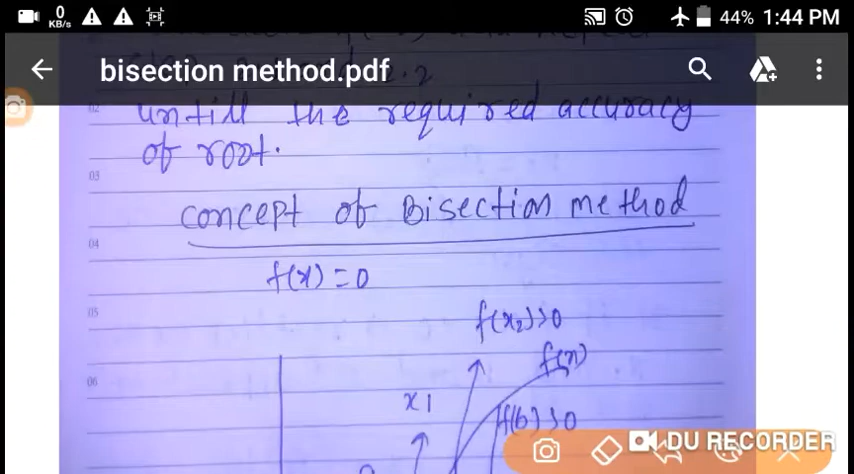 0
KB/s
44% 1:44 PM
bisection method.pdf
02
untill the required accuracy
of root.
03
concept of Bisection method
04
f(x) = 0
05
f(x₂)>0
f(x)
06
x1
f(b)>0
DU RECORDER